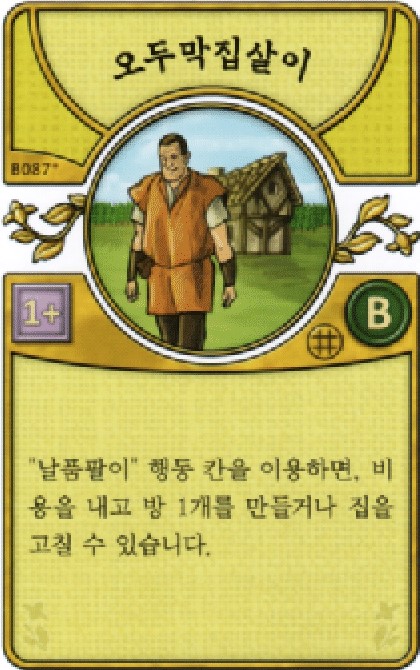 오두막집살이
B087*
1+
B
"날품팔이" 행동 칸을 이용하면, 비
용을 내고 방 1개를 만들거나 집을
고칠 수 있습니다.